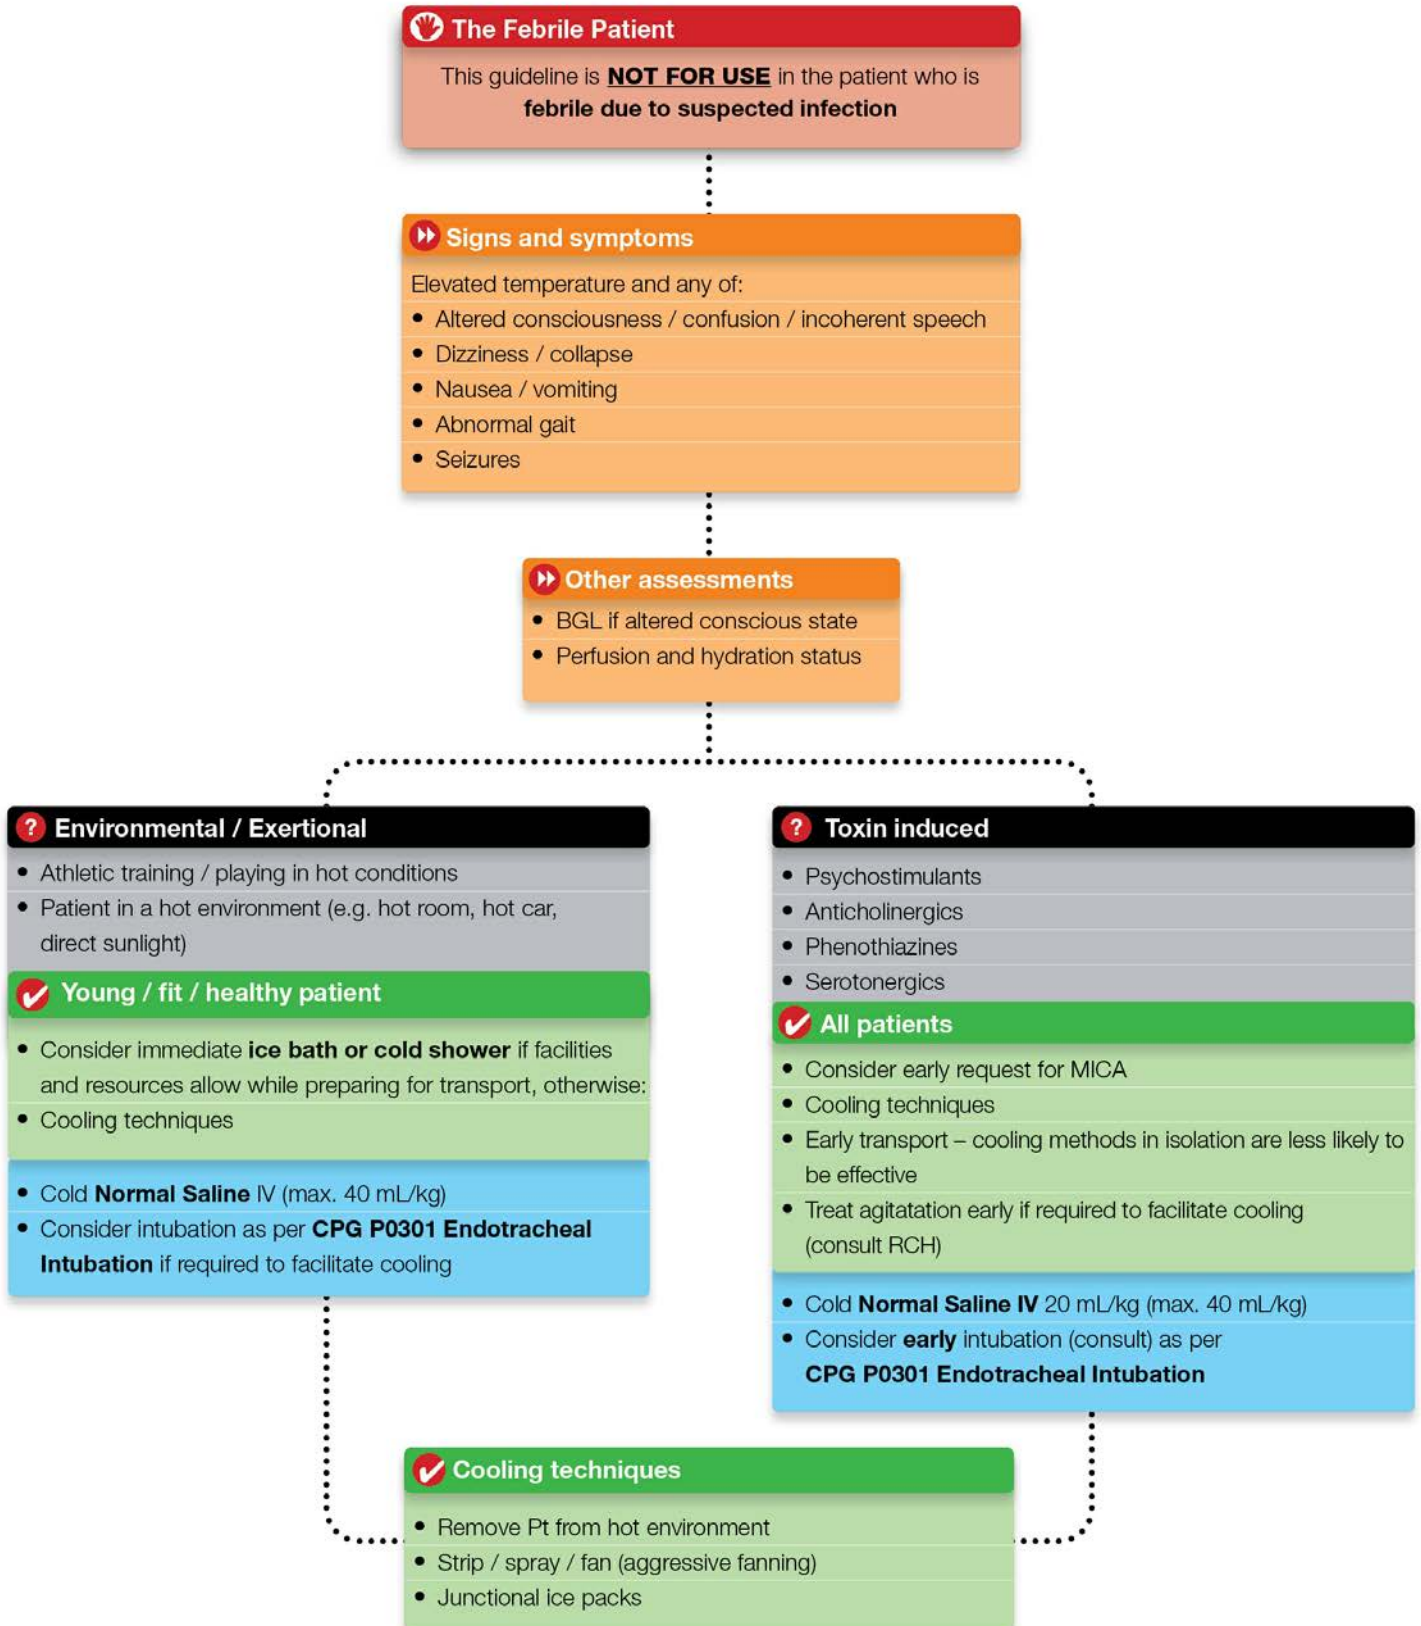 The Febrile Patient
This guideline is NOT FOR USE in the patient who is
febrile due to suspected infection
Signs and symptoms
Elevated temperature and any of:
• Altered consciousness / confusion / incoherent speech
• Dizziness / collapse
• Nausea / vomiting
• Abnormal gait
• Seizures
Other assessments
• BGL if altered conscious state
• Perfusion and hydration status
? Environmental / Exertional
• Athletic training / playing in hot conditions
• Patient in a hot environment (e.g. hot room, hot car,
direct sunlight)
Young / fit / healthy patient
• Consider immediate ice bath or cold shower if facilities
and resources allow while preparing for transport, otherwise:
• Cooling techniques
• Cold Normal Saline IV (max. 40 mL/kg)
• Consider intubation as per CPG P0301 Endotracheal
Intubation if required to facilitate cooling
? Toxin induced
• Psychostimulants
• Anticholinergics
• Phenothiazines
• Serotonergics
All patients
• Consider early request for MICA
• Cooling techniques
• Early transport – cooling methods in isolation are less likely to
be effective
• Treat agitatation early if required to facilitate cooling
(consult RCH)
• Cold Normal Saline IV 20 mL/kg (max. 40 mL/kg)
• Consider early intubation (consult) as per
CPG P0301 Endotracheal Intubation
Cooling techniques
• Remove Pt from hot environment
• Strip / spray / fan (aggressive fanning)
• Junctional ice packs